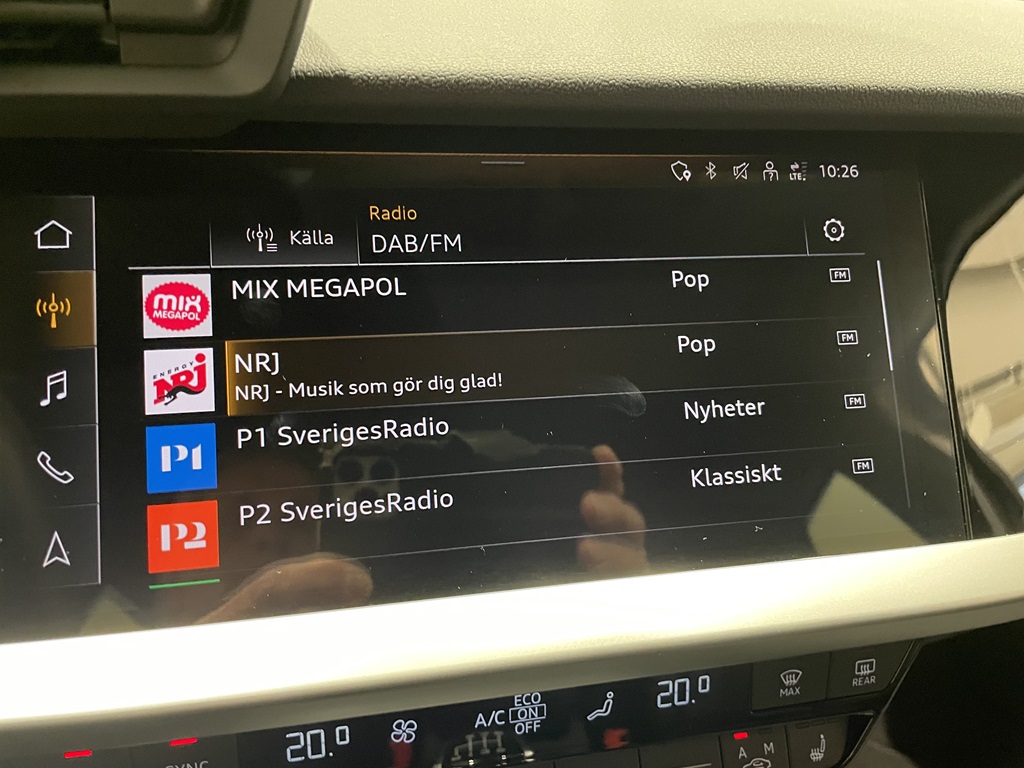 LTE 10:26
Radio
Källa DAB/FM
mix MEGAPOL MIX MEGAPOL Pop FM
ENERGY NRJ NRJ Pop FM
NRJ - Musik som gör dig glad!
P1 P1 SverigesRadio Nyheter FM
P2 P2 SverigesRadio Klassiskt FM
MAX REAR
20.0 A/C ECO ON OFF 20.0
SYNC A M